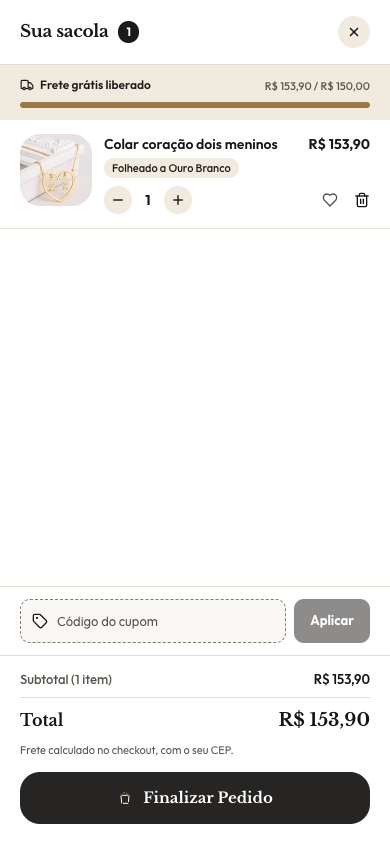 Sua sacola 1
Frete grátis liberado R$ 153,90 / R$ 150,00
Colar coração dois meninos R$ 153,90
Folheado a Ouro Branco
1
Código do cupom Aplicar
Subtotal (1 item) R$ 153,90
Total R$ 153,90
Frete calculado no checkout, com o seu CEP.
Finalizar Pedido